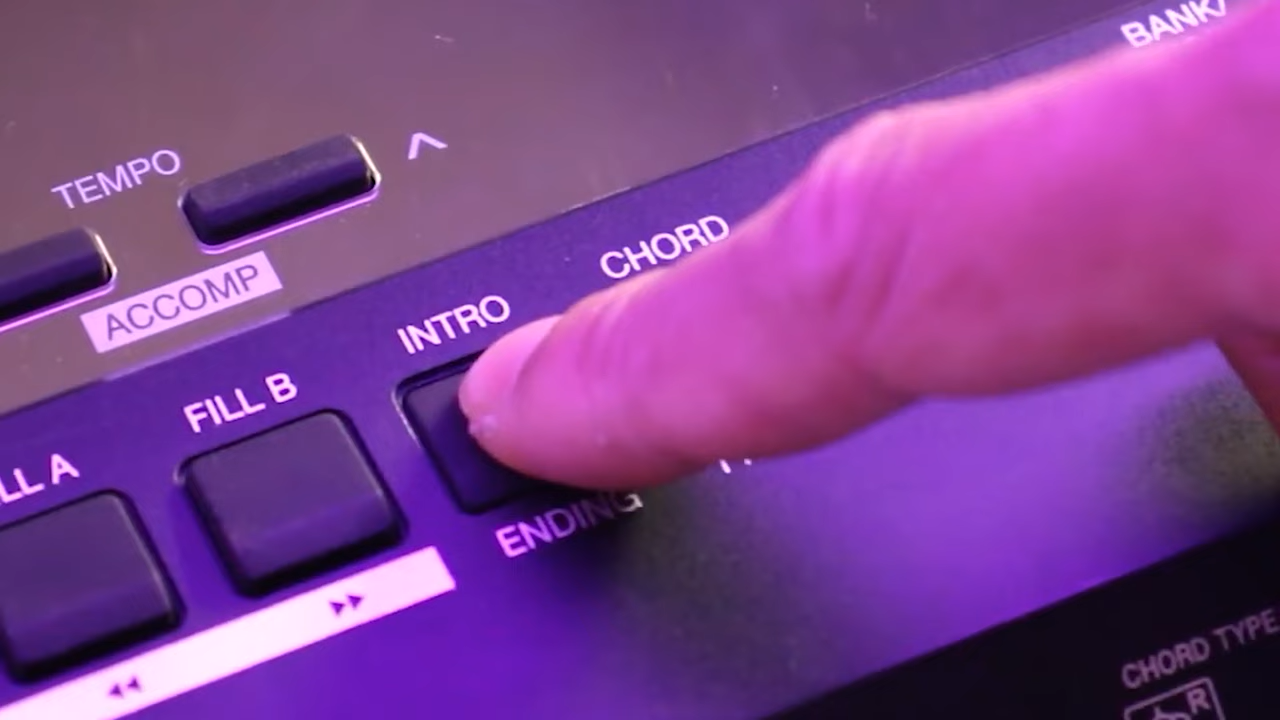 BANK/
TEMPO
^
ACCOMP
CHORD
INTRO
FILL B
LL A
ENDING
CHORD TYPE
R